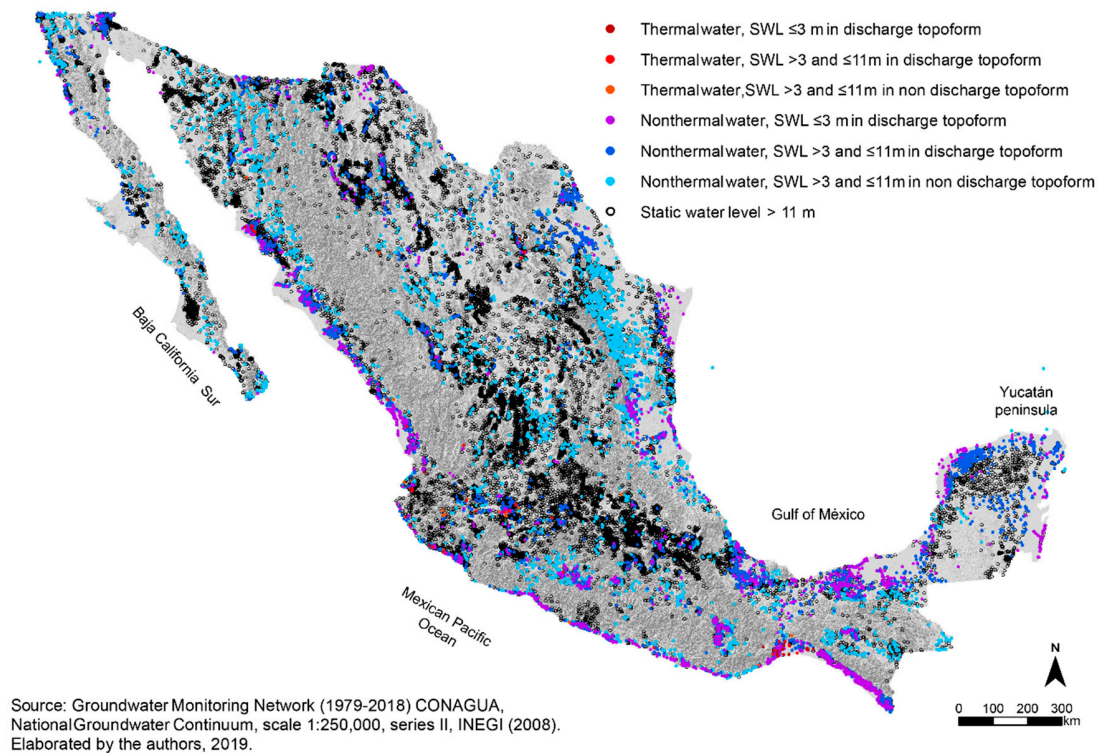 Thermalwater, SWL ≤3 m in discharge topoform
Thermalwater, SWL >3 and ≤11m in discharge topoform
Thermalwater,SWL >3 and ≤11m in non discharge topoform
Nonthermalwater, SWL ≤3 m in discharge topoform
Nonthermalwater, SWL >3 and ≤11m in discharge topoform
Nonthermalwater, SWL >3 and ≤11m in non discharge topoform
Static water level > 11 m
Baja California Sur
Yucatán
peninsula
Gulf of México
Mexican Pacific
Ocean
N
0 50 100 200 300
km
Source: Groundwater Monitoring Network (1979-2018) CONAGUA,
NationalGroundwater Continuum, scale 1:250,000, series II, INEGI (2008).
Elaborated by the authors, 2019.